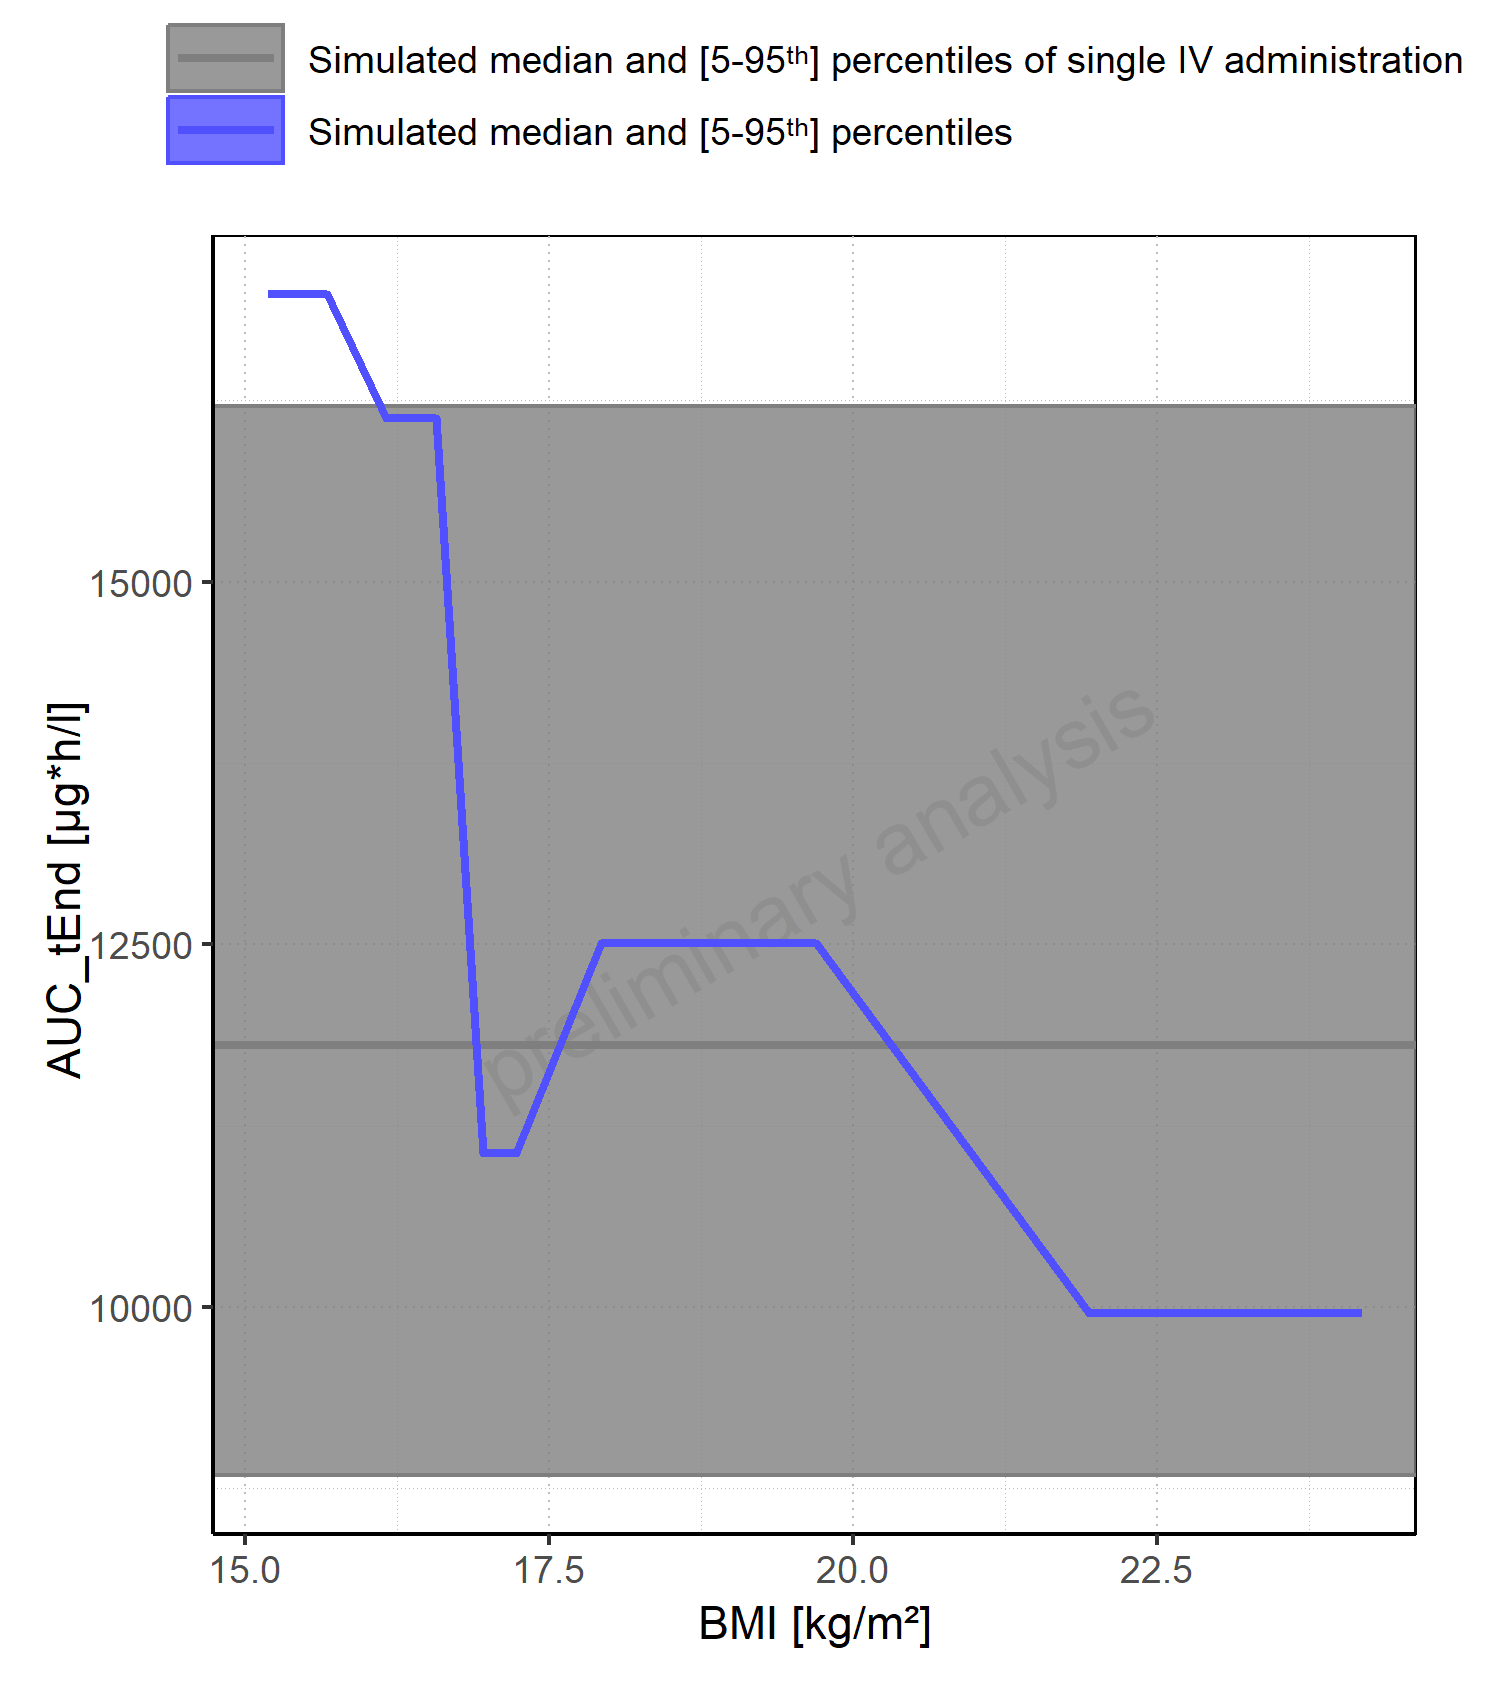 Simulated median and [5-95ᵗʰ] percentiles of single IV administration
Simulated median and [5-95ᵗʰ] percentiles
AUC_tEnd [µg*h/l]
15000
12500
10000
preliminary analysis
15.0 17.5 20.0 22.5
BMI [kg/m²]